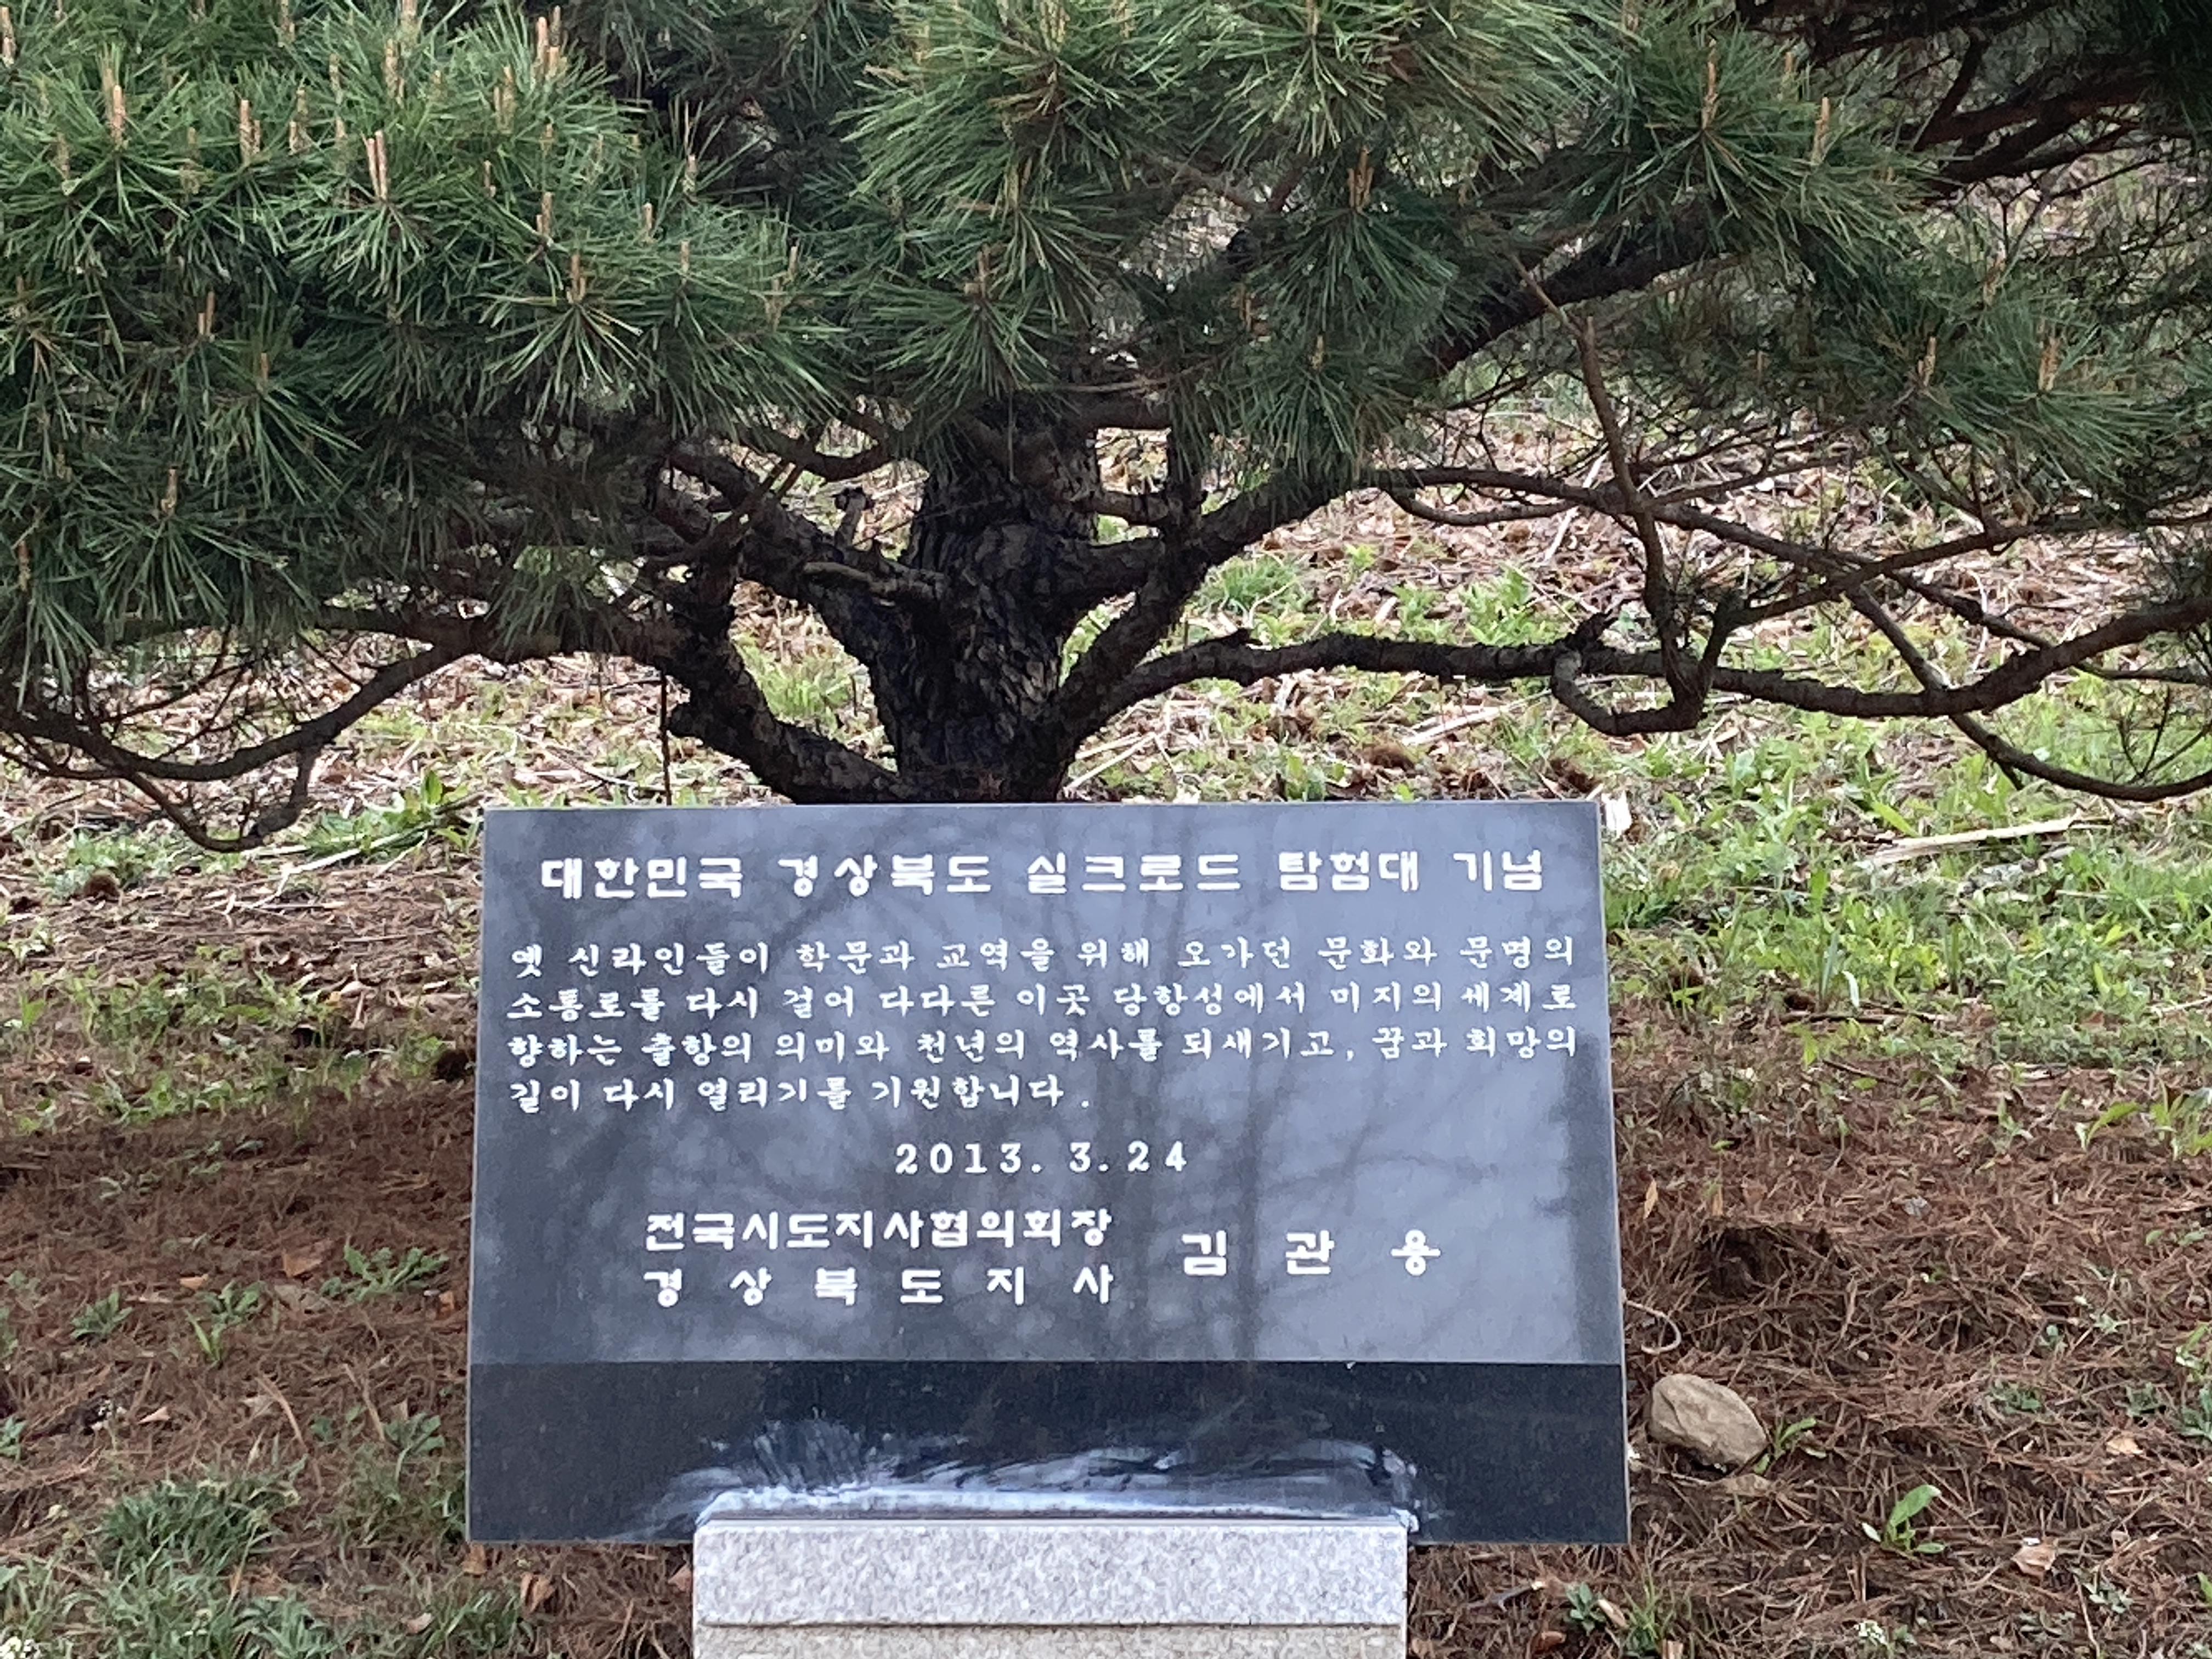 대한민국 경상북도 실크로드 탐험대 기념
옛 신라인들이 학문과 교역을 위해 오가던 문화와 문명의
소통로를 다시 걸어 다다른 이곳 당항성에서 미지의 세계로
향하는 출항의 의미와 천년의 역사를 되새기고, 꿈과 희망의
길이 다시 열리기를 기원합니다.
2013. 3. 24
전국시도지사협의회장
경상북도지사 김관용